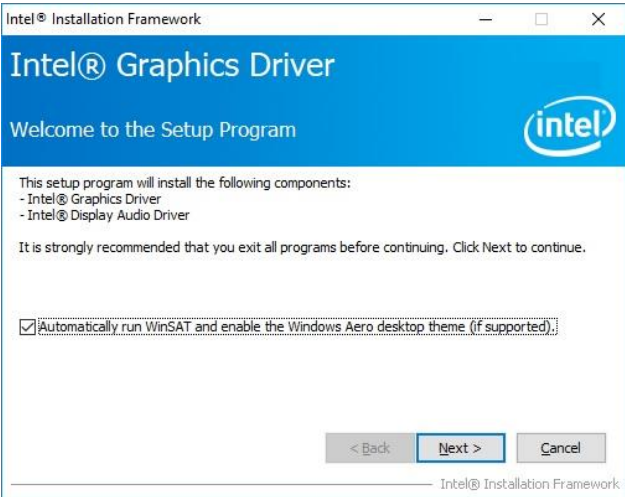 Intel® Installation Framework
Intel® Graphics Driver
Welcome to the Setup Program
intel
This setup program will install the following components:
- Intel® Graphics Driver
- Intel® Display Audio Driver
It is strongly recommended that you exit all programs before continuing. Click Next to continue.
Automatically run WinSAT and enable the Windows Aero desktop theme (if supported).
< Back Next > Cancel
Intel® Installation Framework